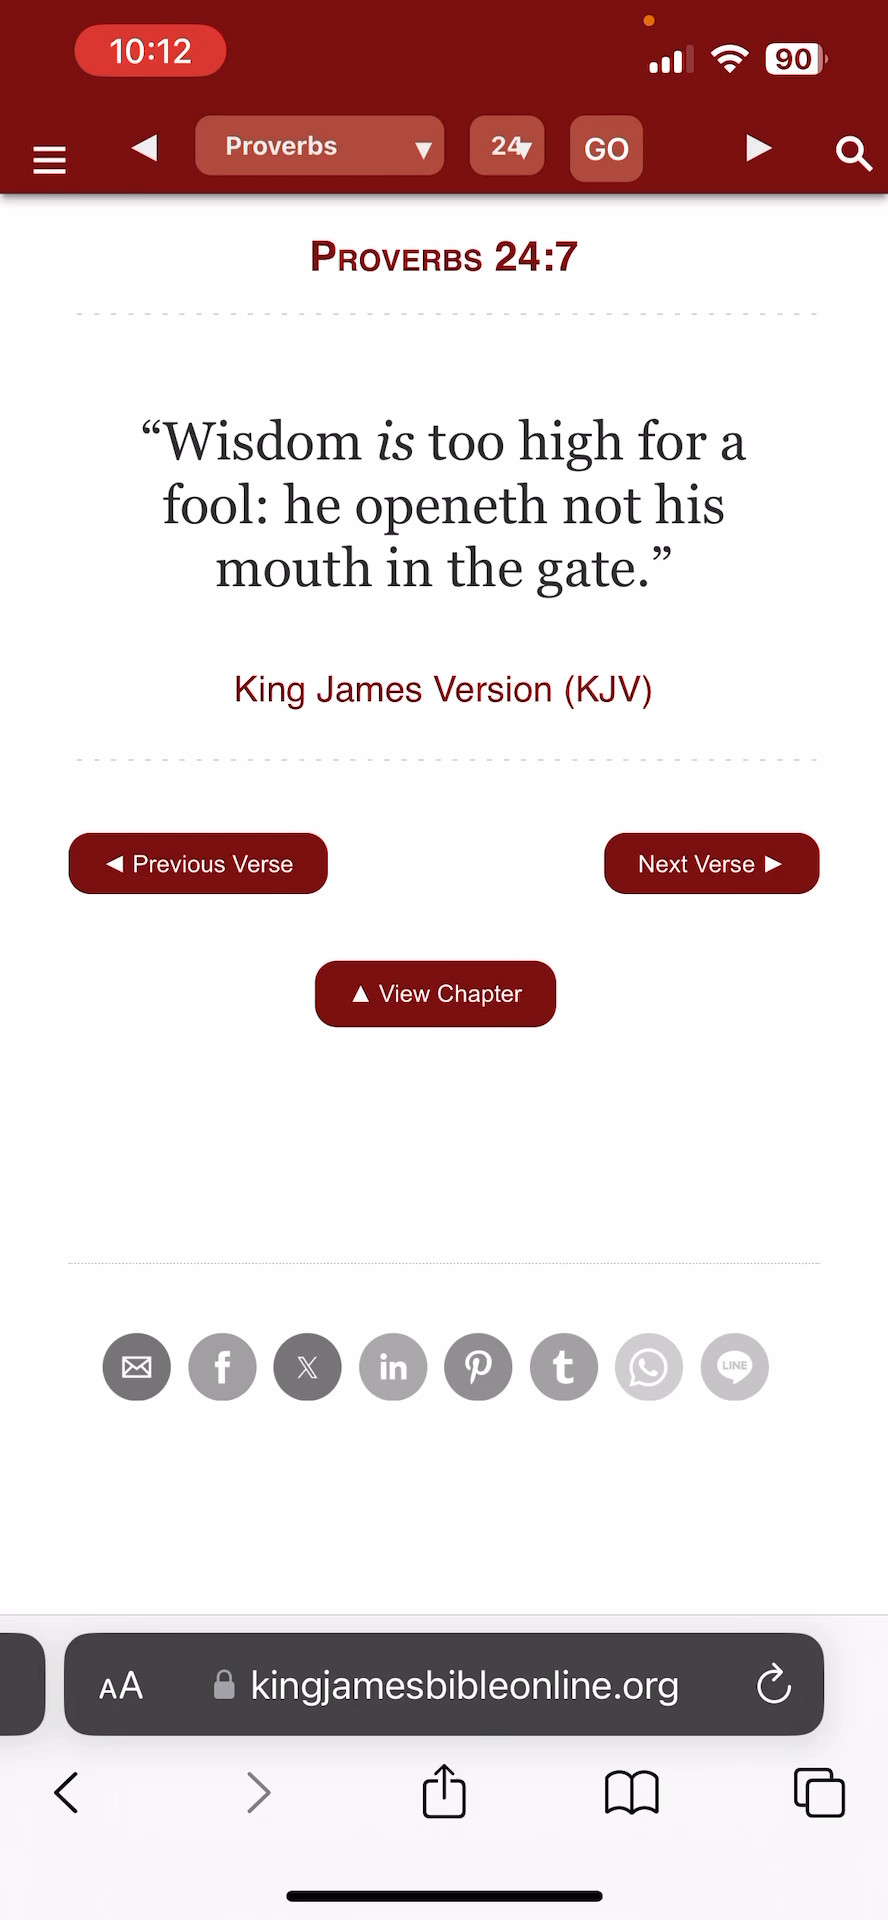 10:12
90
Proverbs
24
GO
Proverbs 24:7
“Wisdom is too high for a
fool: he openeth not his
mouth in the gate.”
King James Version (KJV)
◄ Previous Verse
Next Verse ►
▲ View Chapter
f
X
in
t
LINE
AA
kingjamesbibleonline.org